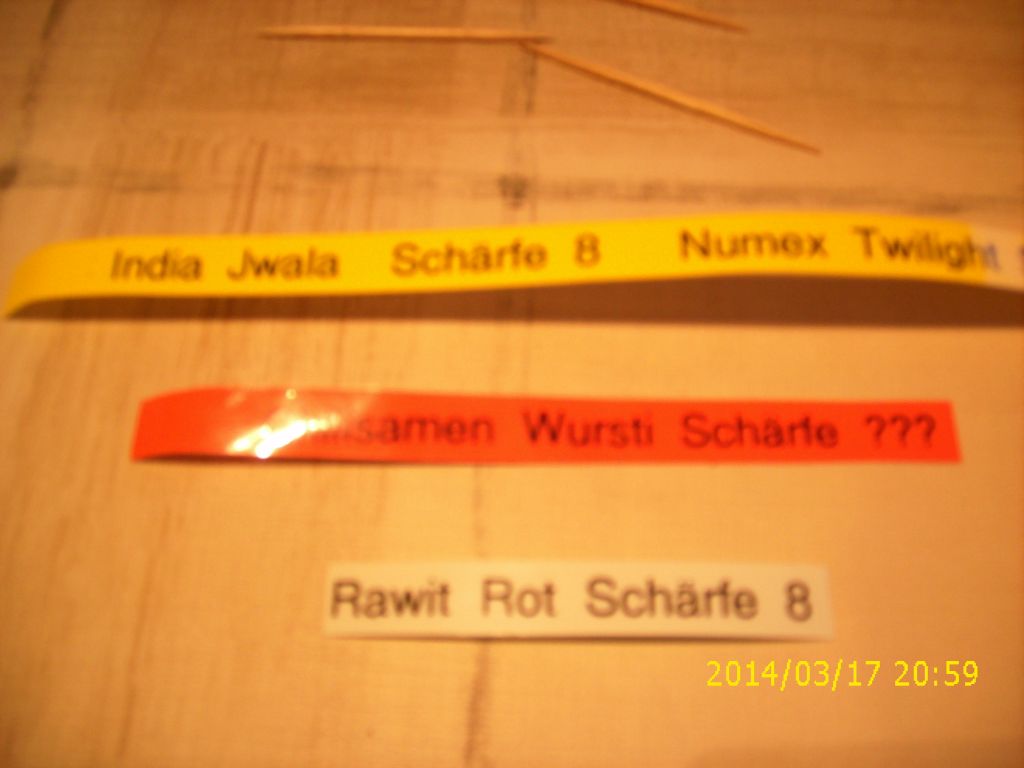 India Jwala Schärfe 8 Numex Twilight
Wursti Schärfe ???
Rawit Rot Schärfe 8
2014/03/17 20:59